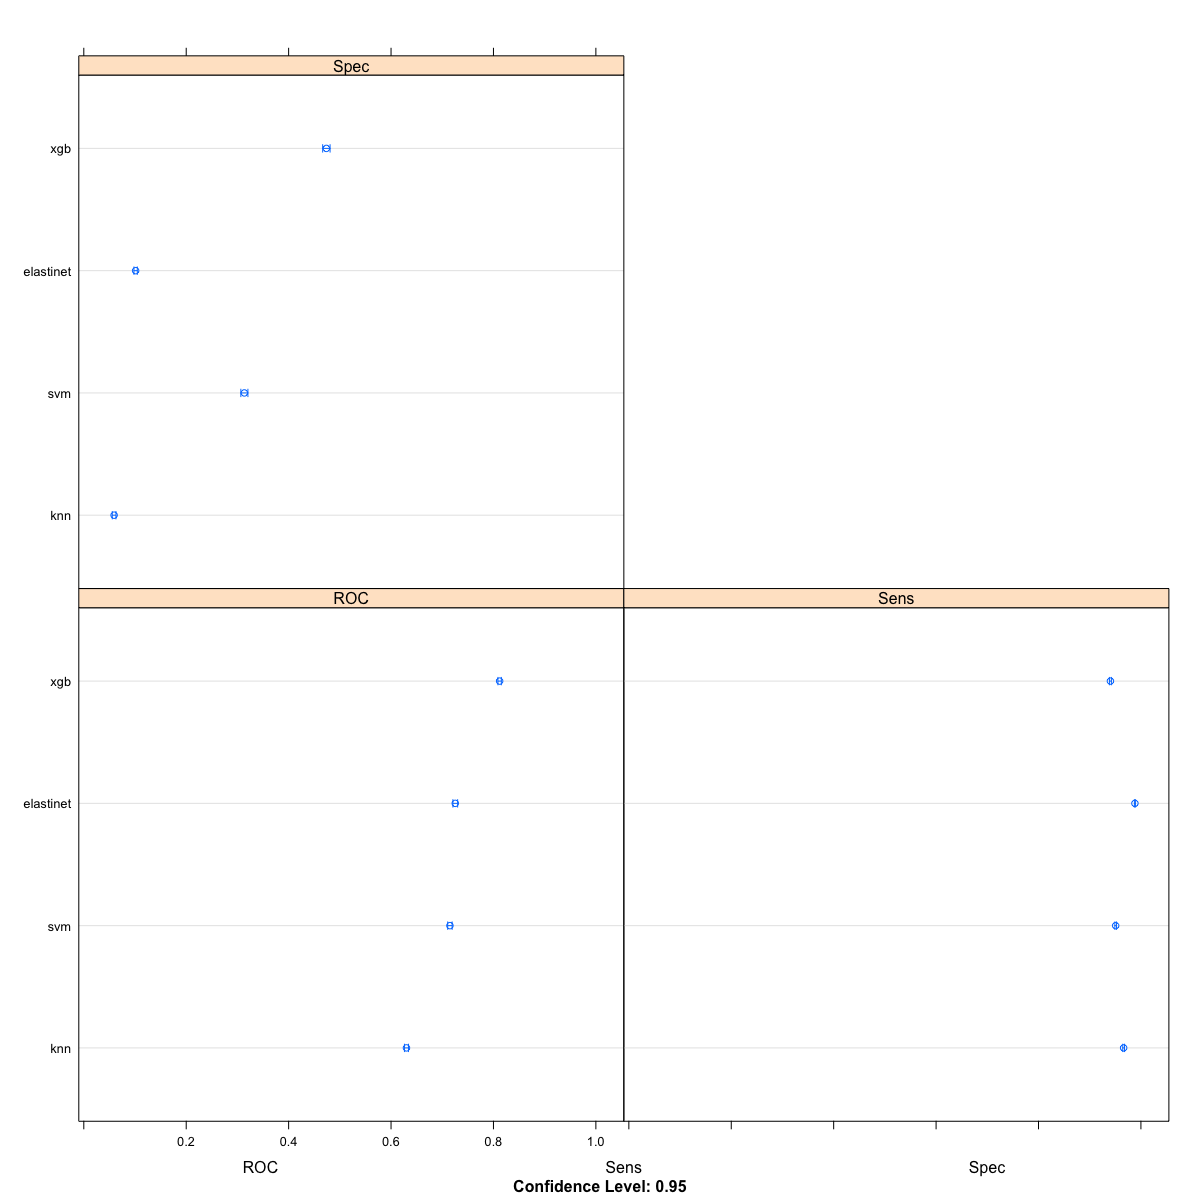 Spec
xgb
elastinet
svm
knn
ROC Sens
xgb
elastinet
svm
knn
0.2 0.4 0.6 0.8 1.0
ROC Sens Spec
Confidence Level: 0.95